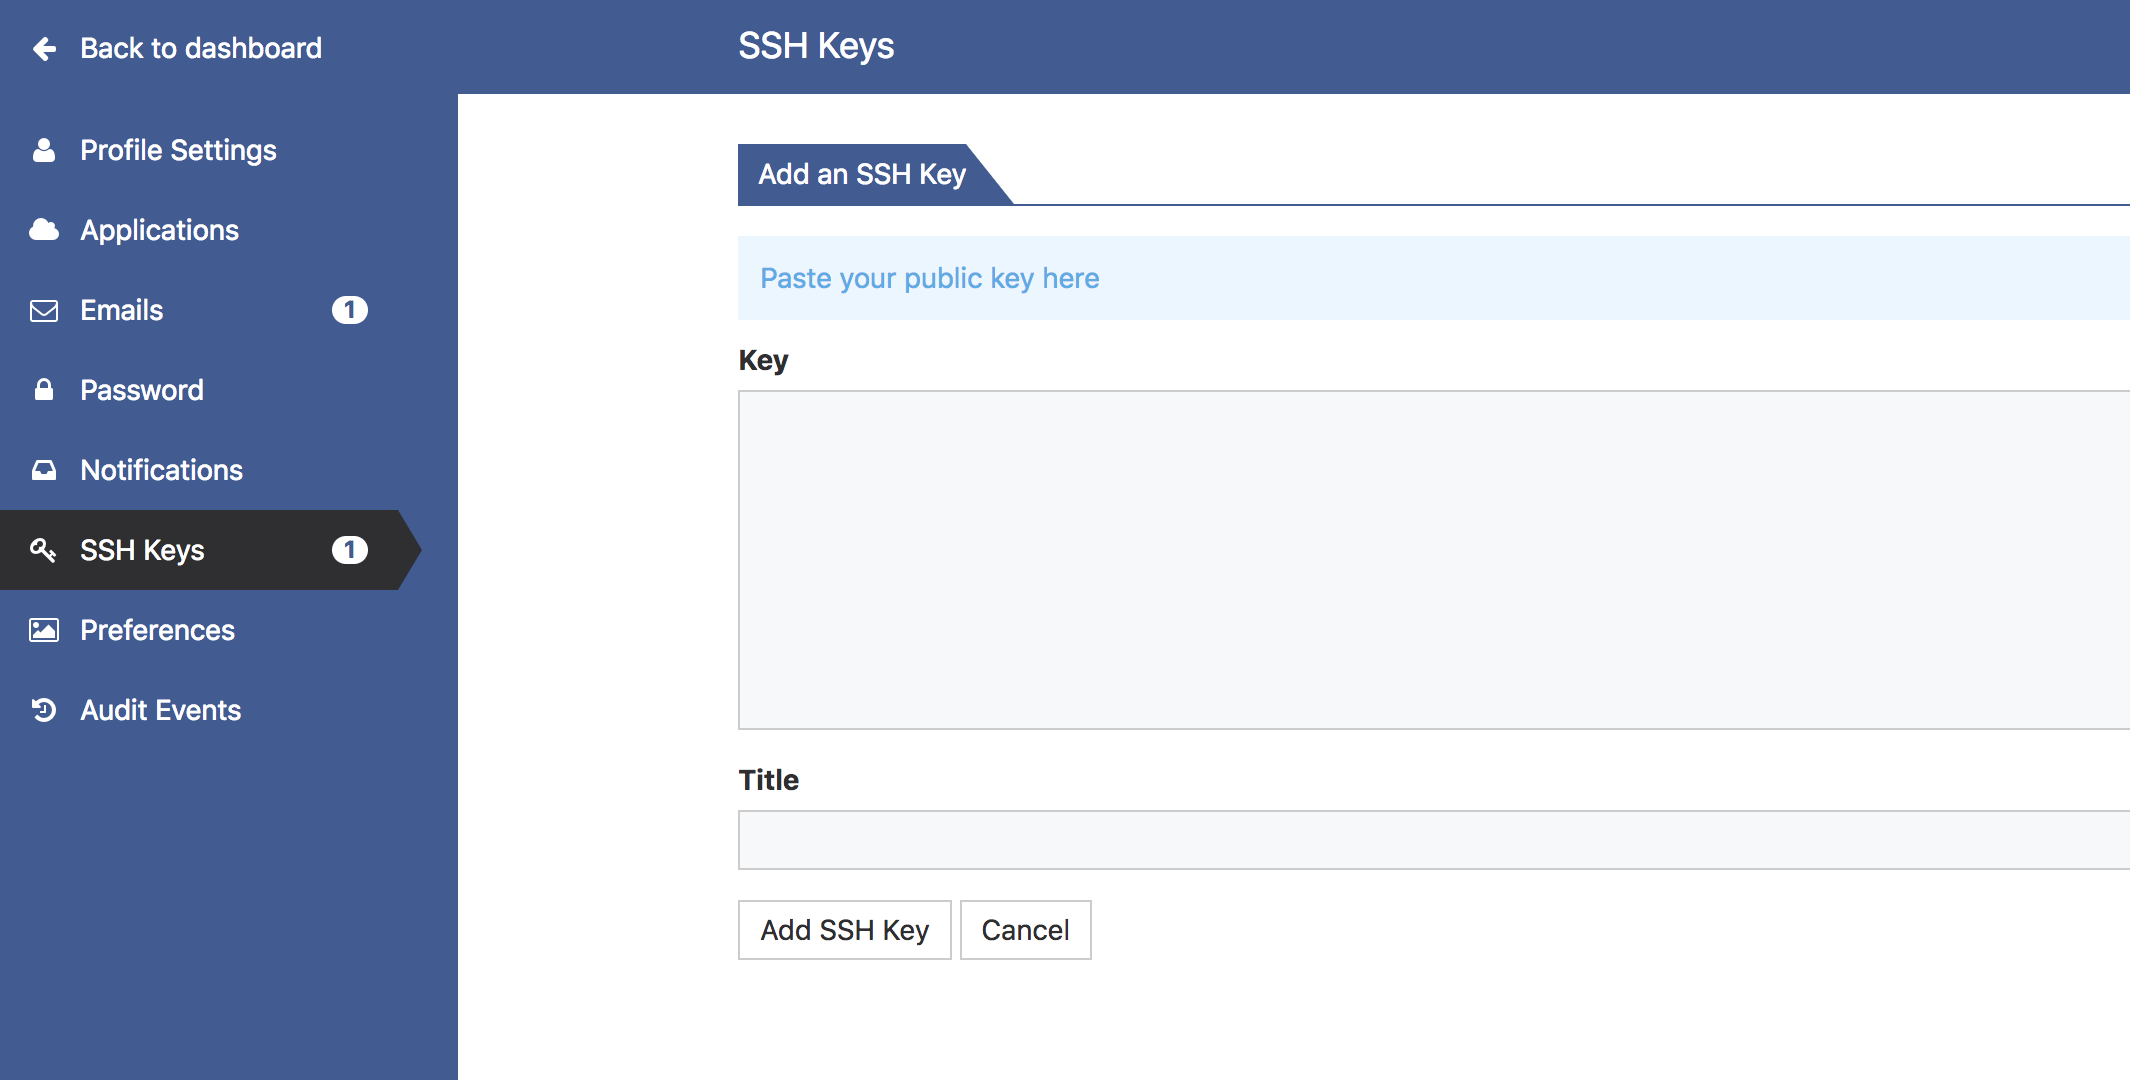 Back to dashboard
SSH Keys
Profile Settings
Applications
Emails 1
Password
Notifications
SSH Keys 1
Preferences
Audit Events
Add an SSH Key
Paste your public key here
Key
Title
Add SSH Key
Cancel